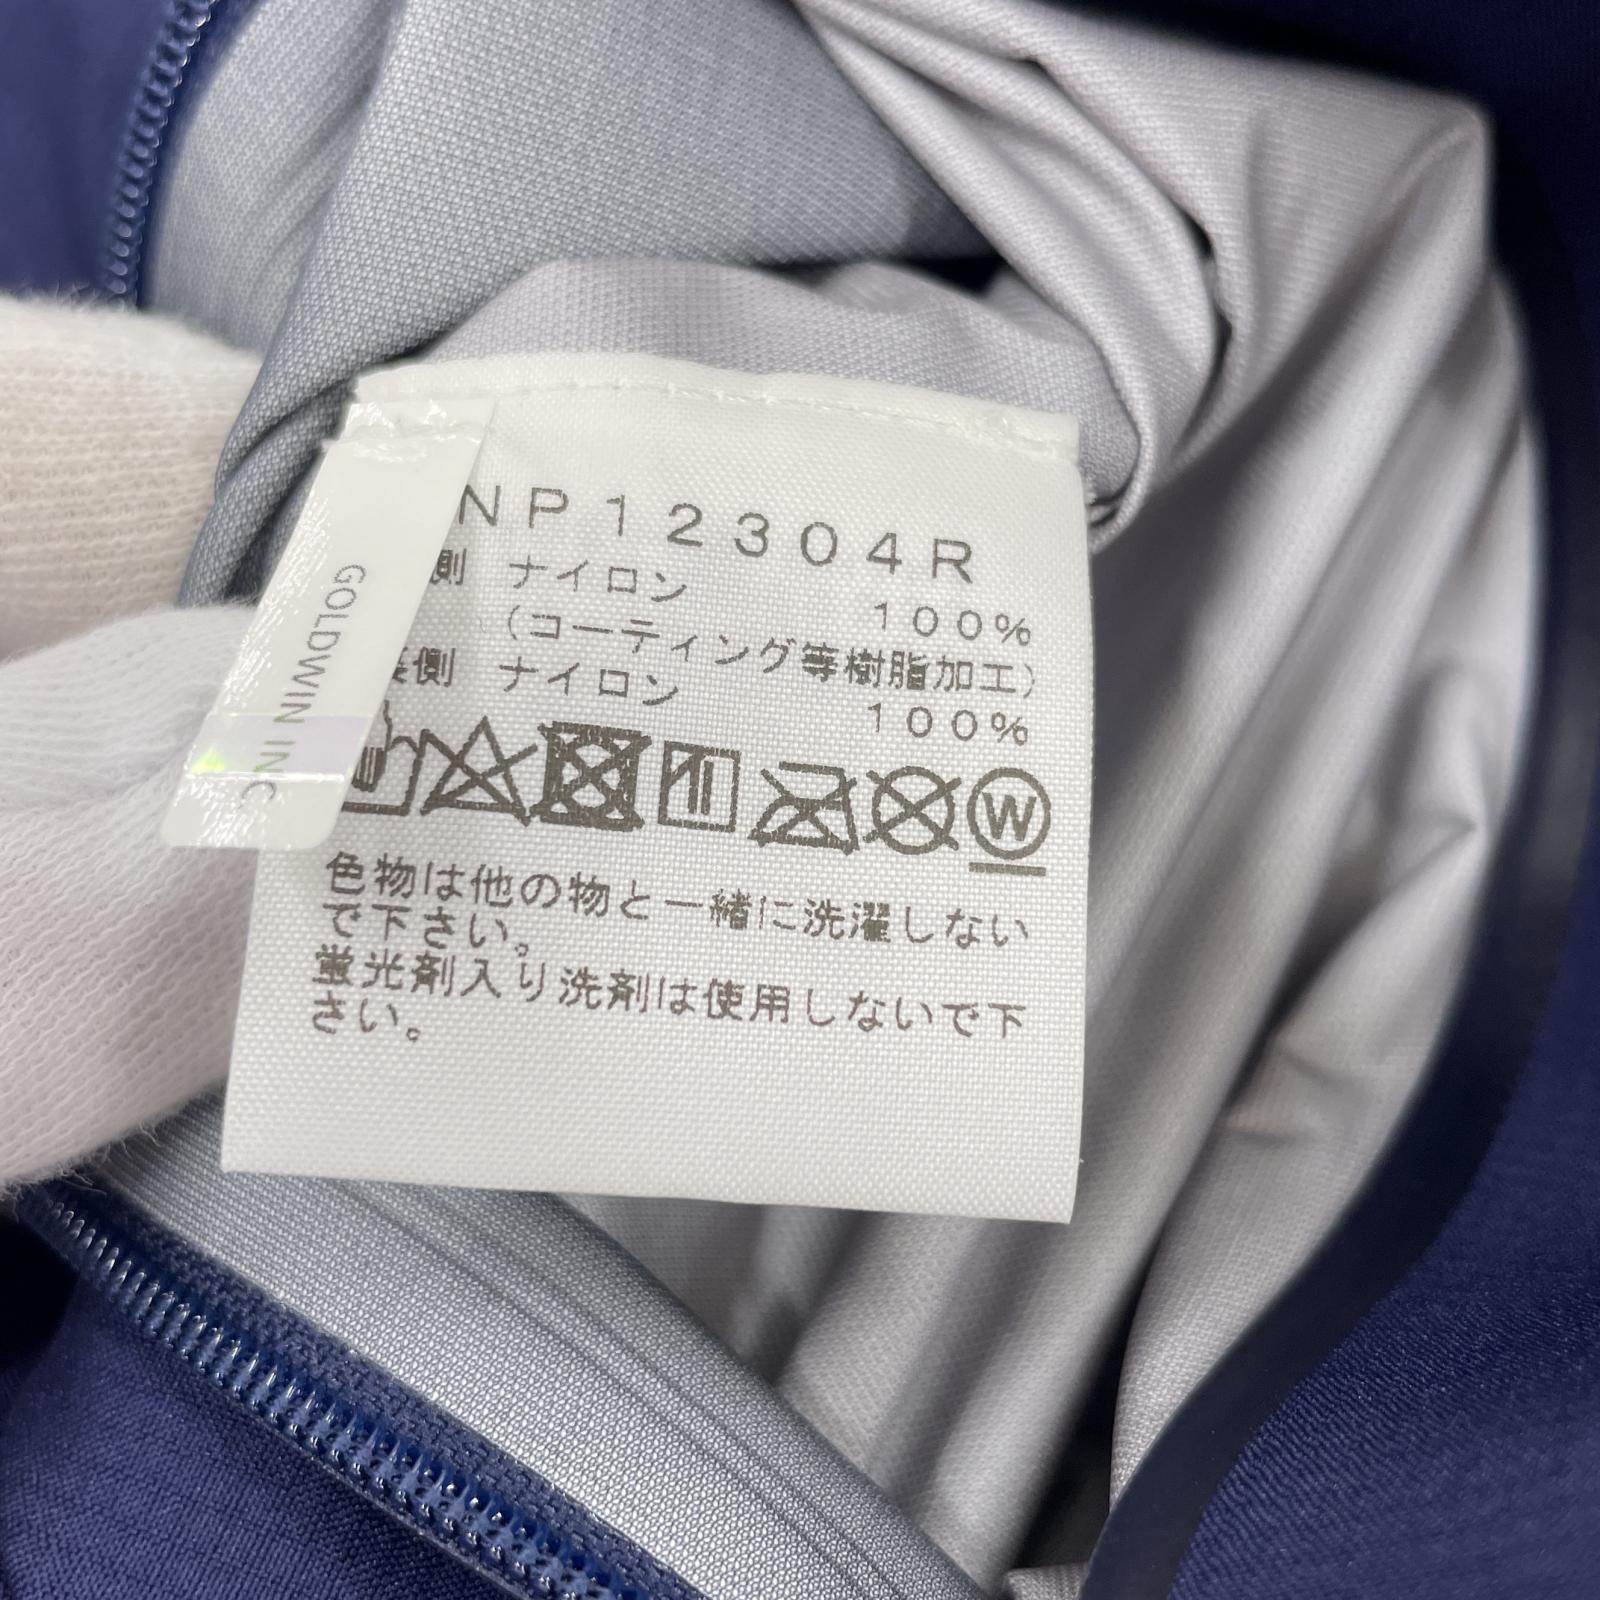 NP12304R
側 ナイロン 100%
(コーティング等樹脂加工)
裏側 ナイロン 100%
W
色物は他の物と一緒に洗濯しない
で下さい。
蛍光剤入り洗剤は使用しないで下
さい。
GOLDWIN INC